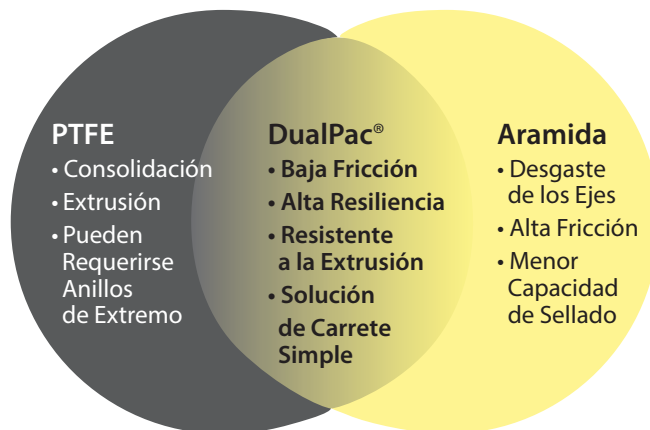 PTFE
• Consolidación
• Extrusión
• Pueden
Requerirse
Anillos
de Extremo
DualPac®
• Baja Fricción
• Alta Resiliencia
• Resistente
a la Extrusión
• Solución
de Carrete
Simple
Aramida
• Desgaste
de los Ejes
• Alta Fricción
• Menor
Capacidad
de Sellado